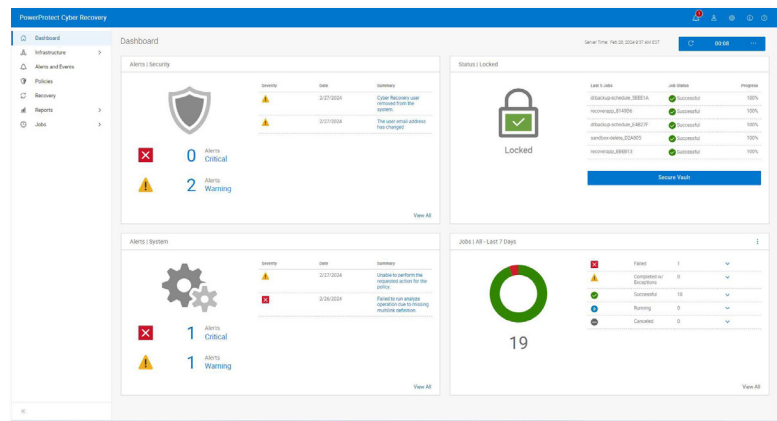 PowerProtect Cyber Recovery
1
Dashboard
Infrastructure
Alerts and Events
Policies
Recovery
Reports
Jobs
Dashboard
Server Time: Feb 28, 2024 8:57 AM EST
00:08
Alerts | Security
Severity Date Summary
2/27/2024 Cyber Recovery user
removed from the
system.
2/27/2024 The user email address
has changed
0 Alerts
Critical
2 Alerts
Warning
View All
Status | Locked
Locked
Last 5 Jobs Job Status Progress
Successful 100%
Successful 100%
Successful 100%
Successful 100%
Successful 100%
Secure Vault
Alerts | System
Severity Date Summary
2/27/2024 Unable to perform the
requested action for the
policy.
2/26/2024 Failed to run analyze
operation due to missing
multilink definition
1 Alerts
Critical
1 Alerts
Warning
View All
Jobs | All - Last 7 Days
19
Failed 1
Completed w/ 0
Exceptions
Successful
Running 0
Canceled 0
View All